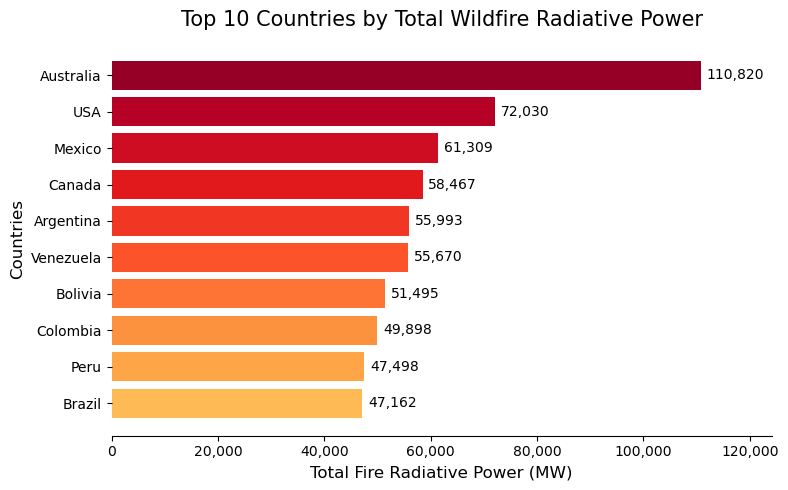 Top 10 Countries by Total Wildfire Radiative Power
Australia 110,820
USA 72,030
Mexico 61,309
Canada 58,467
Argentina 55,993
Venezuela 55,670
Bolivia 51,495
Colombia 49,898
Peru 47,498
Brazil 47,162
Countries
0 20,000 40,000 60,000 80,000 100,000 120,000
Total Fire Radiative Power (MW)